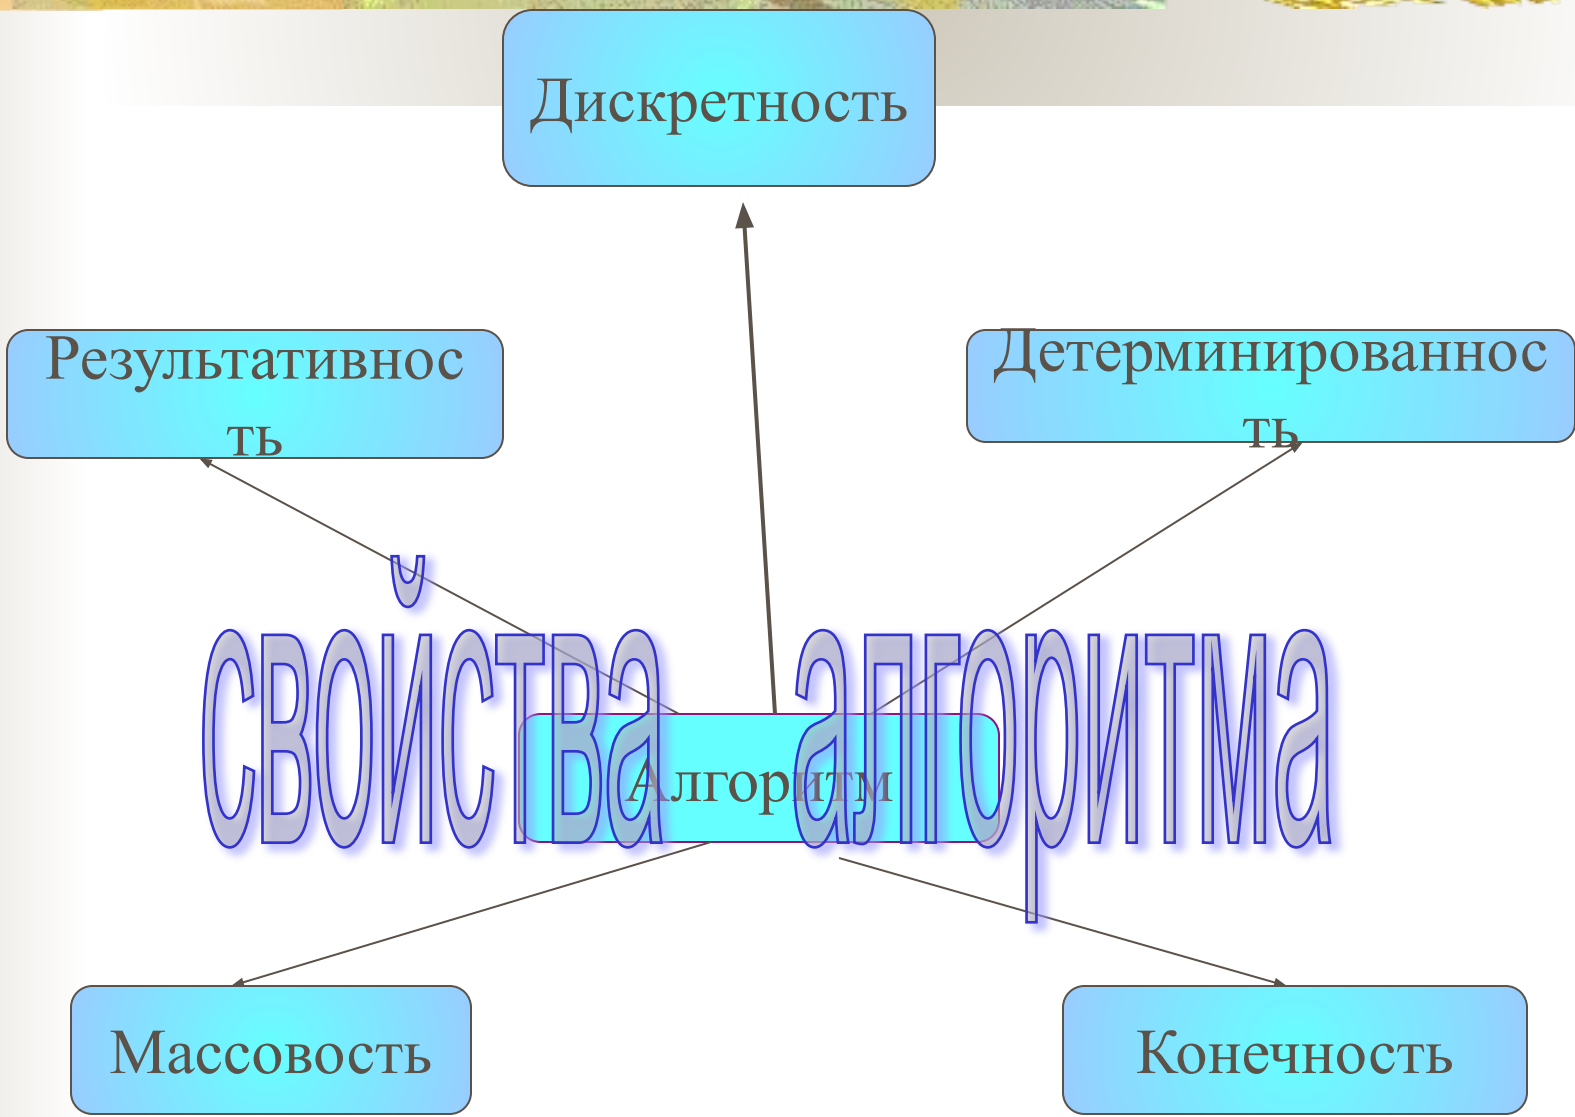 Дискретность
Результативнос
ть
Детерминированнос
ть
свойства алгоритма
Алгоритм
Массовость
Конечность